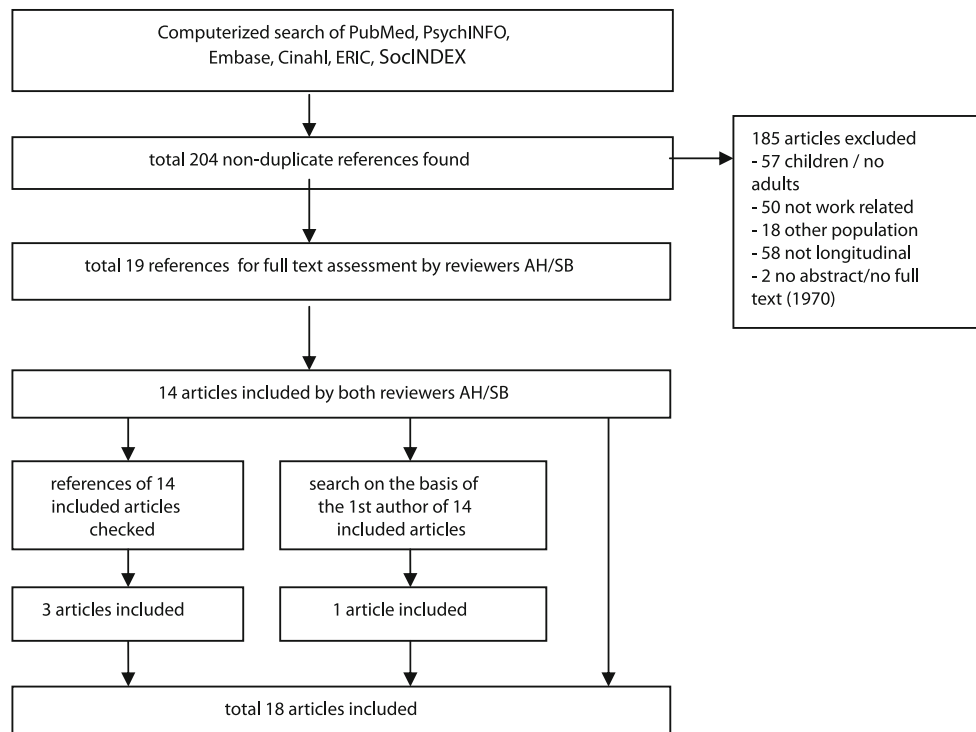 Computerized search of PubMed, PsychINFO,
Embase, Cinahl, ERIC, SocINDEX
total 204 non-duplicate references found
185 articles excluded
- 57 children / no
adults
- 50 not work related
- 18 other population
- 58 not longitudinal
- 2 no abstract/no full
text (1970)
total 19 references for full text assessment by reviewers AH/SB
14 articles included by both reviewers AH/SB
references of 14
included articles
checked
search on the basis of
the 1st author of 14
included articles
3 articles included
1 article included
total 18 articles included